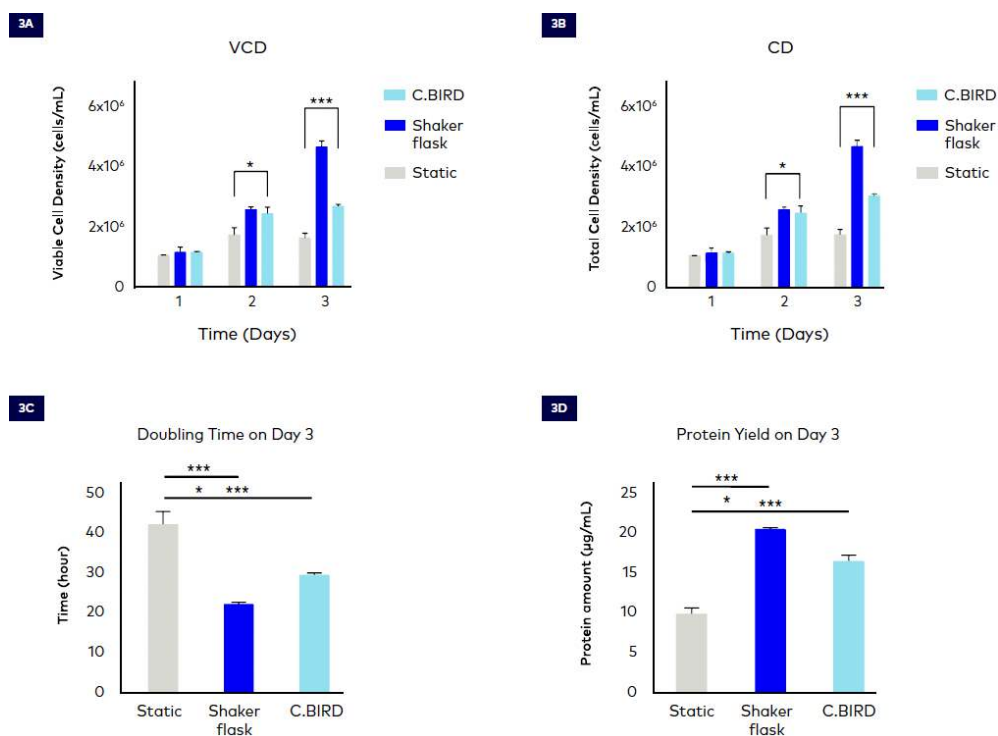 3A
VCD
Viable Cell Density (cells/mL)
6x10⁶
4x10⁶
2x10⁶
0
*
***
1
2
3
Time (Days)
C.BIRD
Shaker
flask
Static
3B
CD
Total Cell Density (cells/mL)
6x10⁶
4x10⁶
2x10⁶
0
*
***
1
2
3
Time (Days)
C.BIRD
Shaker
flask
Static
3C
Doubling Time on Day 3
Time (hour)
50
40
30
20
10
0
***
* ***
Static
Shaker
flask
C.BIRD
3D
Protein Yield on Day 3
Protein amount (µg/mL)
25
20
15
10
5
0
***
* ***
Static
Shaker
flask
C.BIRD